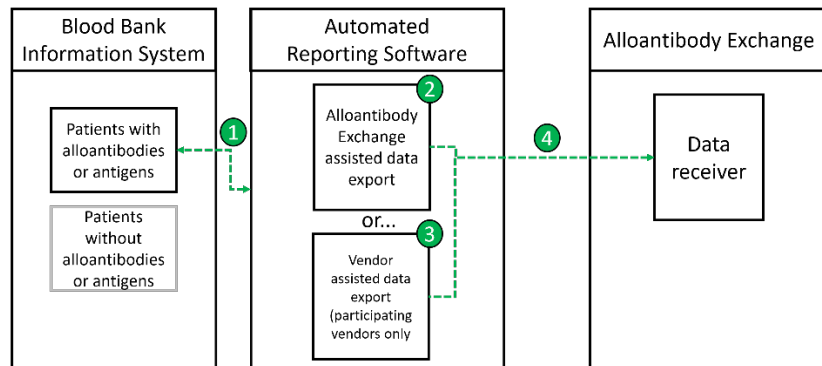 Blood Bank
Information System
Automated
Reporting Software
Alloantibody Exchange
Patients with
alloantibodies
or antigens
Patients
without
alloantibodies
or antigens
1
2
Alloantibody
Exchange
assisted data
export
or...
3
Vendor
assisted data
export
(participating
vendors only
4
Data
receiver